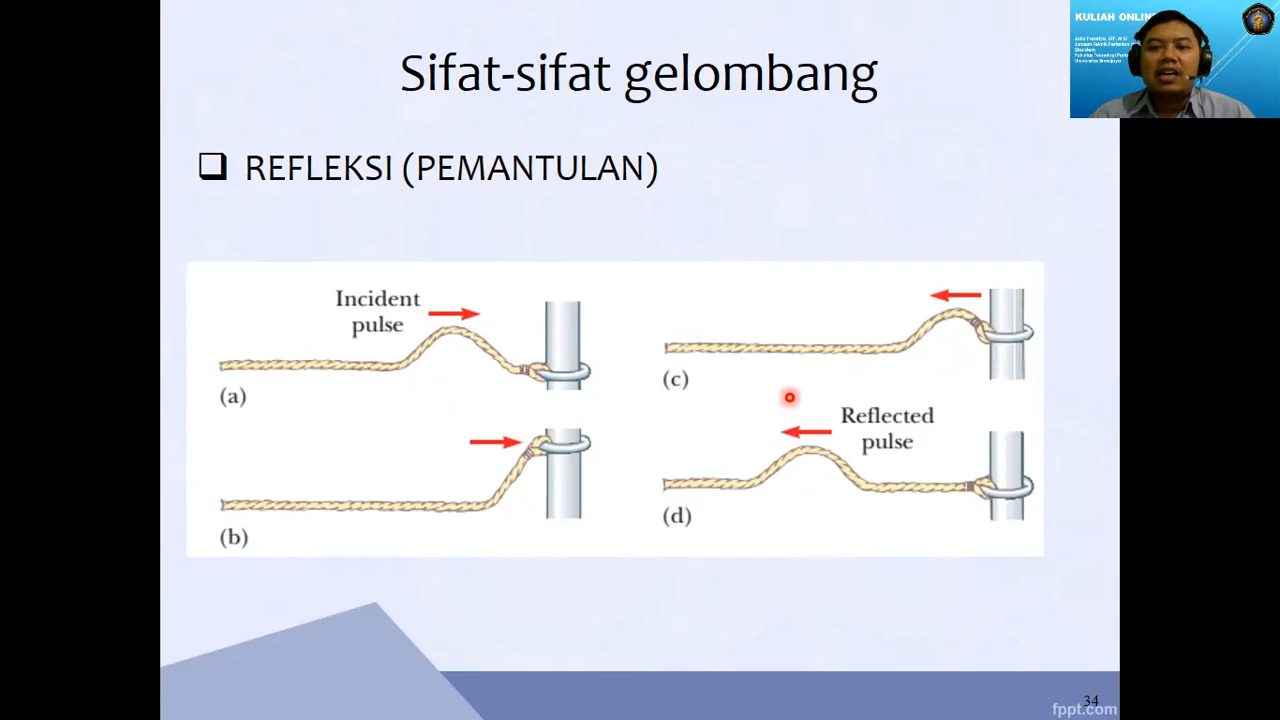 Sifat-sifat gelombang
KULIAH ONLINE
❑ REFLEKSI (PEMANTULAN)
Incident
pulse
(a)
(b)
(c)
Reflected
pulse
(d)
34
fppt.com